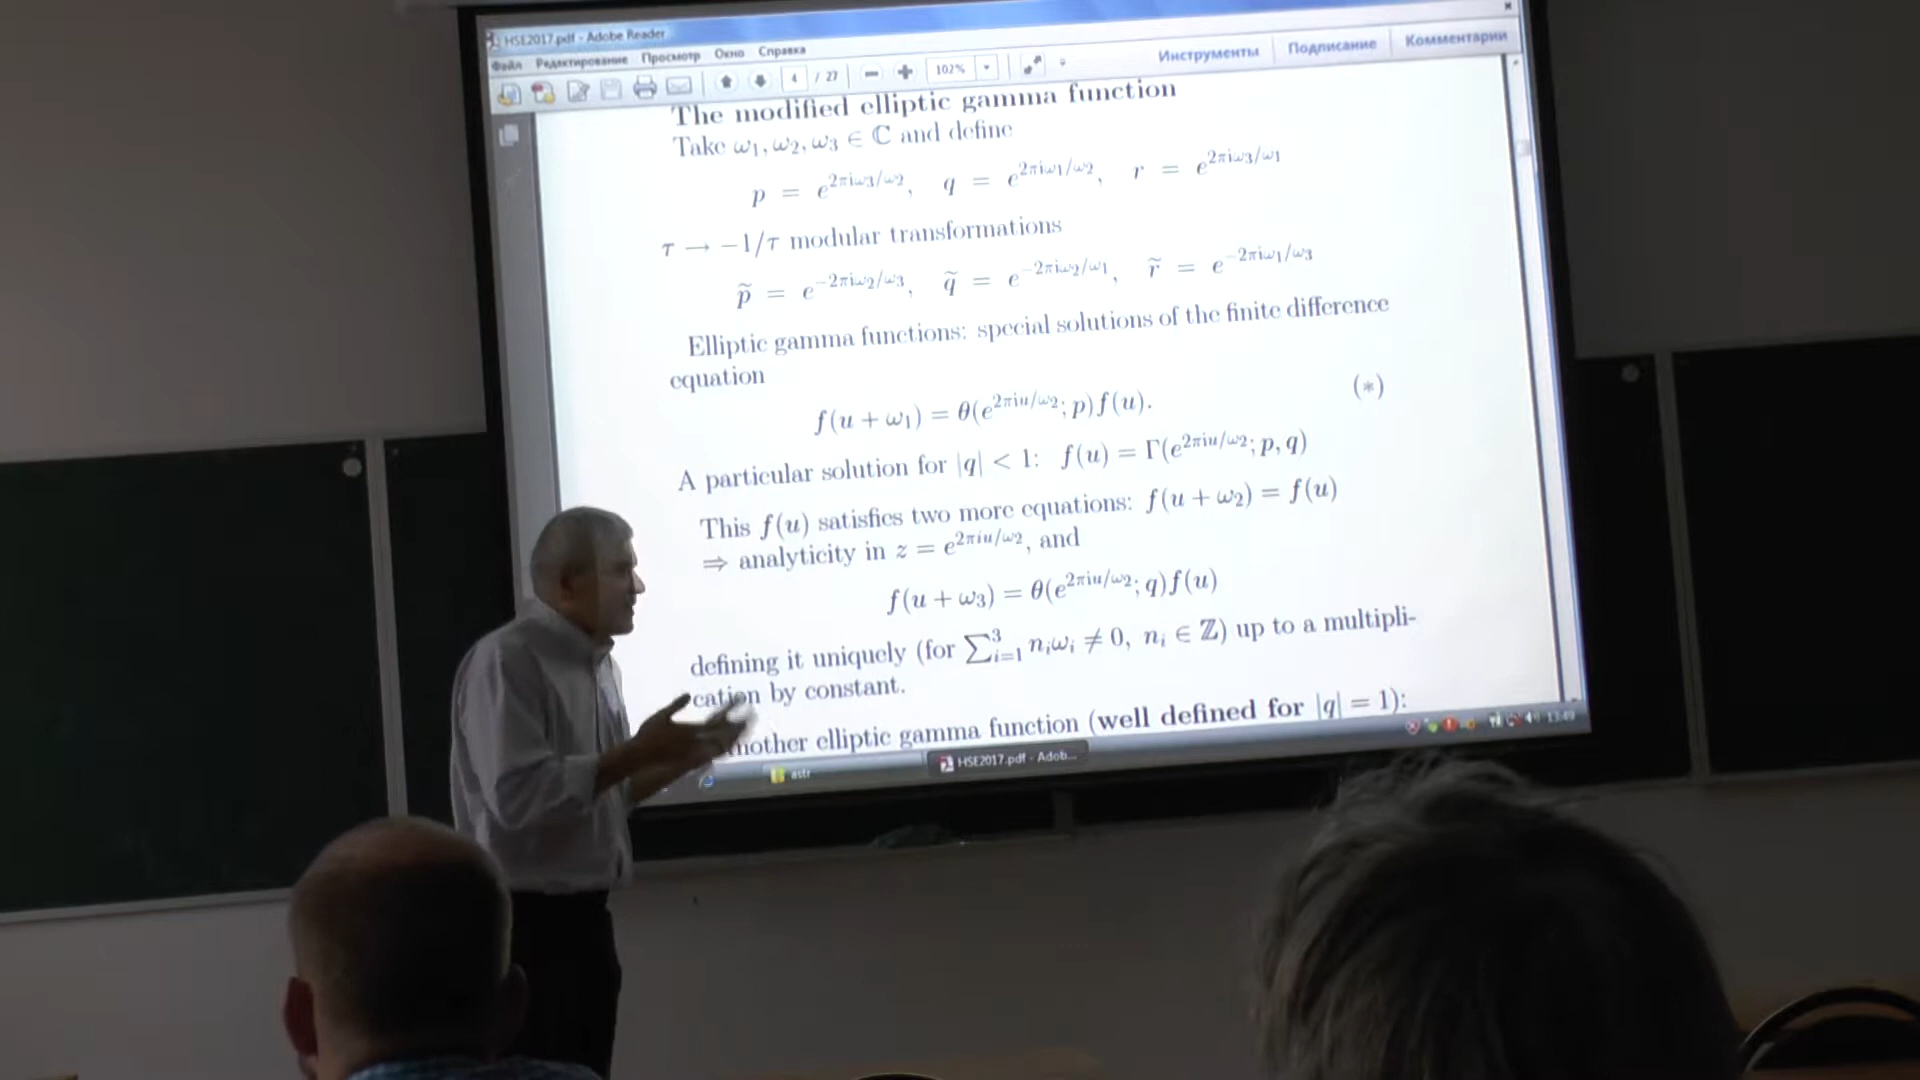 HSE2017.pdf - Adobe Reader
Файл Редактирование Просмотр Окно Справка
4 / 27 102% Инструменты Подписание Комментарии
The modified elliptic gamma function
Take ω₁, ω₂, ω₃ ∈ ℂ and define
p = e^{2πiω₃/ω₂}, q = e^{2πiω₁/ω₂}, r = e^{2πiω₃/ω₁}
τ → −1/τ modular transformations
p̃ = e^{−2πiω₂/ω₃}, q̃ = e^{−2πiω₂/ω₁}, r̃ = e^{−2πiω₁/ω₃}
Elliptic gamma functions: special solutions of the finite difference
equation
f(u + ω₁) = θ(e^{2πiu/ω₂}; p)f(u). (*)
A particular solution for |q| < 1: f(u) = Γ(e^{2πiu/ω₂}; p, q)
This f(u) satisfies two more equations: f(u + ω₂) = f(u)
⇒ analyticity in z = e^{2πiu/ω₂}, and
f(u + ω₃) = θ(e^{2πiu/ω₂}; q)f(u)
defining it uniquely (for ∑_{i=1}^{3} nᵢωᵢ ≠ 0, nᵢ ∈ ℤ) up to a multipli-
cation by constant.
nother elliptic gamma function (well defined for |q| = 1):
astr HSE2017.pdf - Adob... 13:49